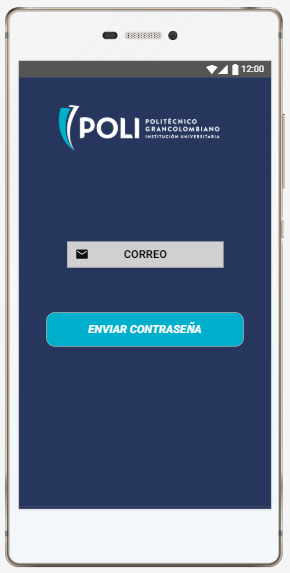 12:00
POLI
POLITÉCNICO
GRANCOLOMBIANO
INSTITUCIÓN UNIVERSITARIA
CORREO
ENVIAR CONTRASEÑA